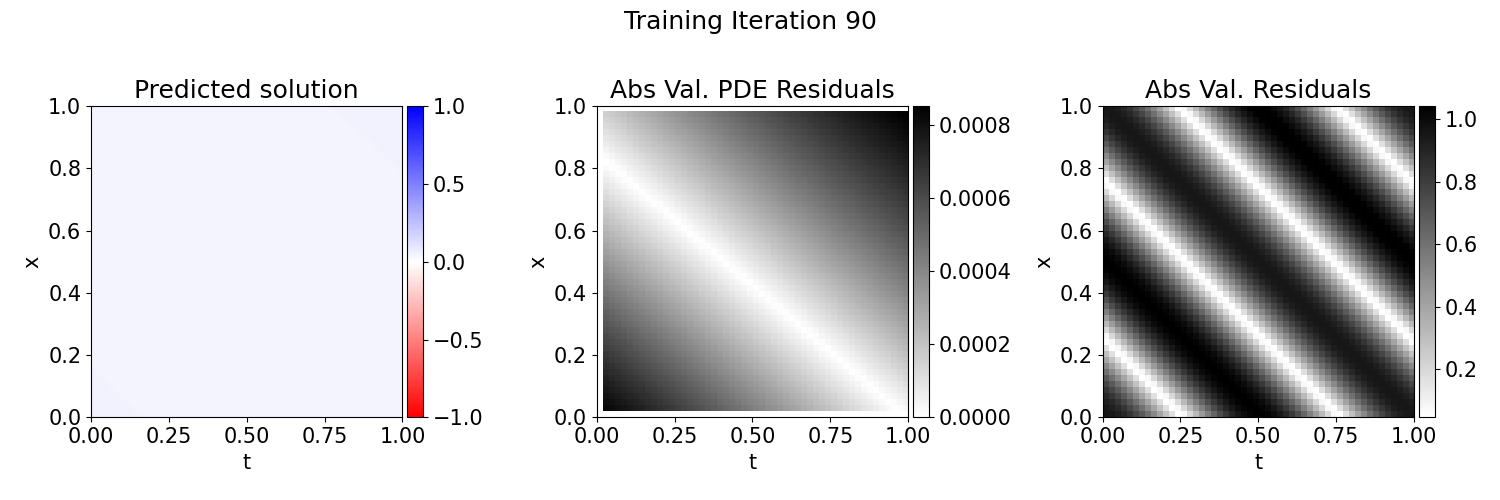 Training Iteration 90
Predicted solution
1.0
0.8
0.6
0.4
0.2
0.0
x
0.00 0.25 0.50 0.75 1.00
t
1.0
0.5
0.0
−0.5
−1.0
Abs Val. PDE Residuals
1.0
0.8
0.6
0.4
0.2
0.0
x
0.00 0.25 0.50 0.75 1.00
t
0.0008
0.0006
0.0004
0.0002
0.0000
Abs Val. Residuals
1.0
0.8
0.6
0.4
0.2
0.0
x
0.00 0.25 0.50 0.75 1.00
t
1.0
0.8
0.6
0.4
0.2